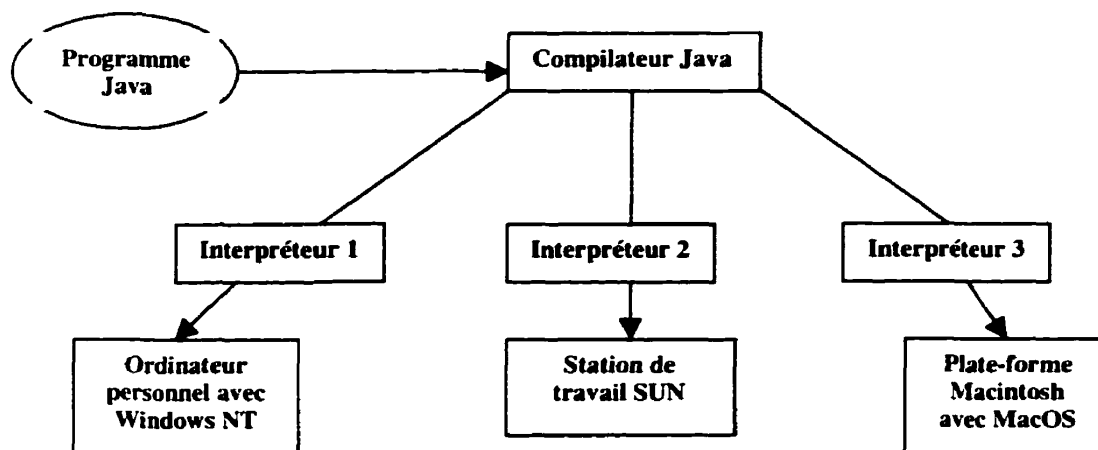 Programme
Java
Compilateur Java
Interpréteur 1
Interpréteur 2
Interpréteur 3
Ordinateur
personnel avec
Windows NT
Station de
travail SUN
Plate-forme
Macintosh
avec MacOS